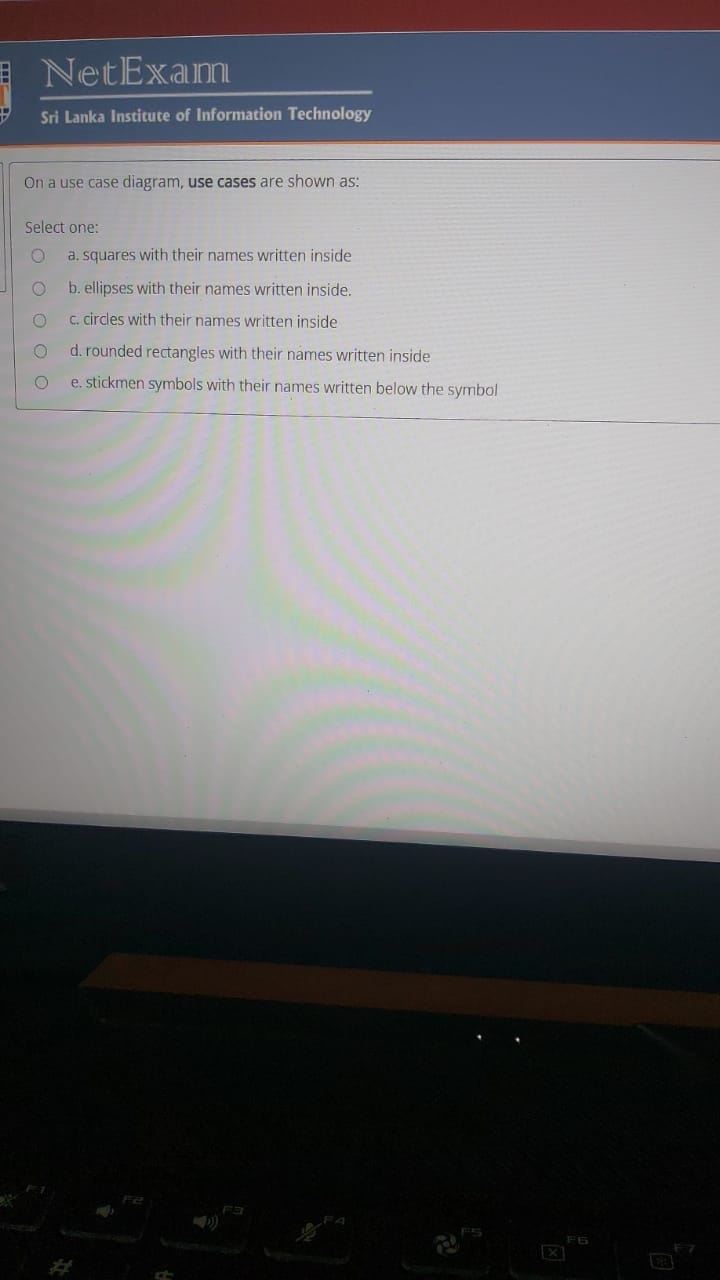 NetExam
Sri Lanka Institute of Information Technology
On a use case diagram, use cases are shown as:
Select one:
a. squares with their names written inside
b. ellipses with their names written inside.
c. circles with their names written inside
d. rounded rectangles with their names written inside
e. stickmen symbols with their names written below the symbol
F1
F2
F3
F4
F5
F6
F7
#